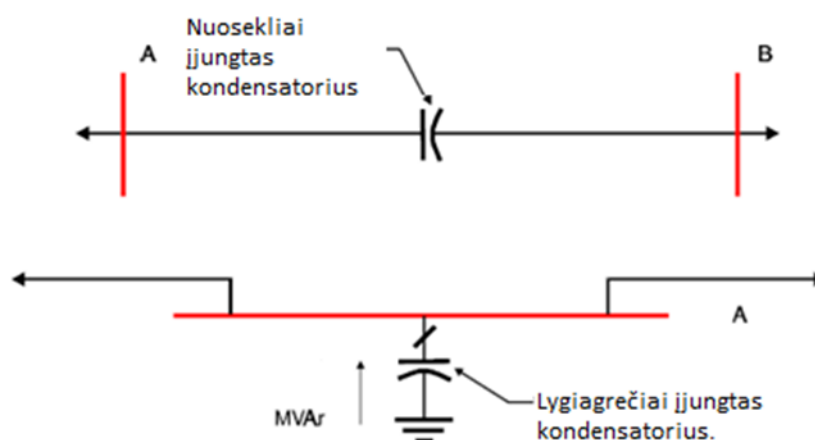 A
Nuosekliai
įjungtas
kondensatorius
B
A
MVAr
Lygiagrečiai įjungtas
kondensatorius.